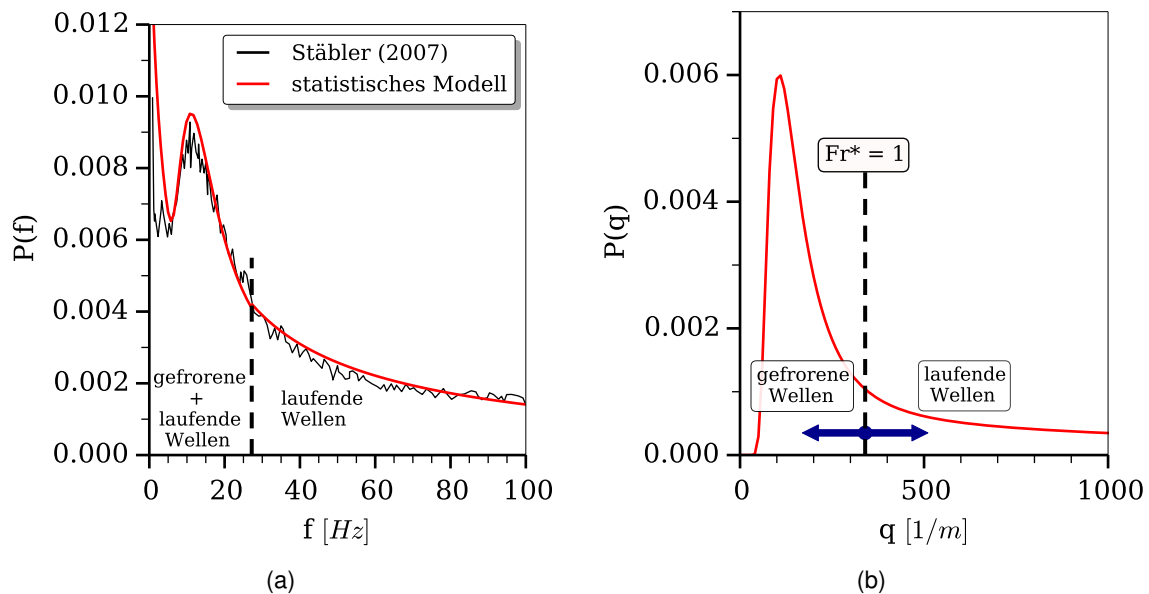 0.012
0.010
0.008
0.006
0.004
0.002
0.000
P(f)
Stäbler (2007)
statistisches Modell
gefrorene
+
laufende
Wellen
laufende
Wellen
0 20 40 60 80 100
f [Hz]
(a)
0.006
0.004
0.002
0.000
P(q)
Fr* = 1
gefrorene
Wellen
laufende
Wellen
0 500 1000
q [1/m]
(b)